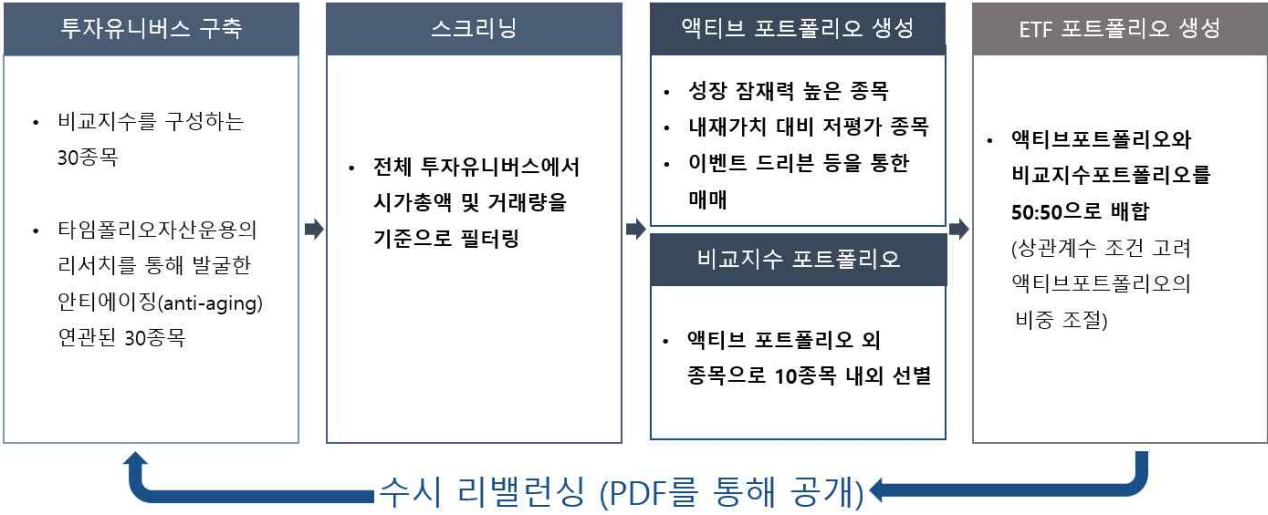 투자유니버스 구축
• 비교지수를 구성하는
30종목
• 타임폴리오자산운용의
리서치를 통해 발굴한
안티에이징(anti-aging)
연관된 30종목
스크리닝
• 전체 투자유니버스에서
시가총액 및 거래량을
기준으로 필터링
액티브 포트폴리오 생성
• 성장 잠재력 높은 종목
• 내재가치 대비 저평가 종목
• 이벤트 드리븐 등을 통한
매매
비교지수 포트폴리오
• 액티브 포트폴리오 외
종목으로 10종목 내외 선별
ETF 포트폴리오 생성
• 액티브포트폴리오와
비교지수포트폴리오를
50:50으로 배합
(상관계수 조건 고려
액티브포트폴리오의
비중 조절)
수시 리밸런싱 (PDF를 통해 공개)